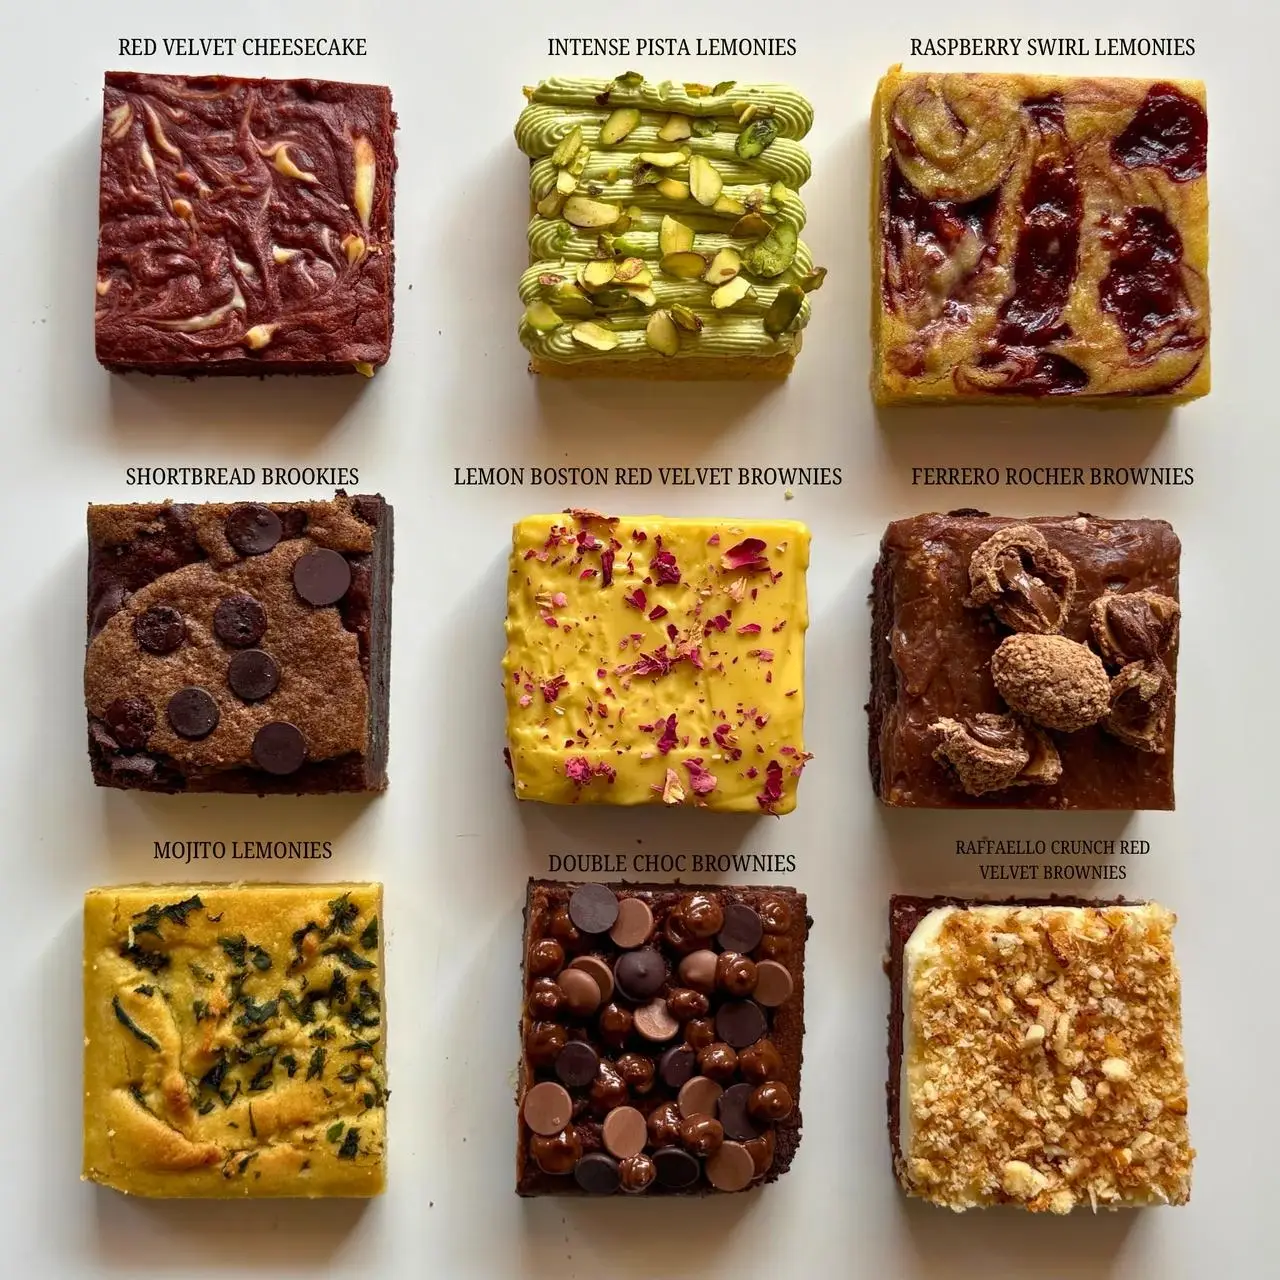 RED VELVET CHEESECAKE
INTENSE PISTA LEMONIES
RASPBERRY SWIRL LEMONIES
SHORTBREAD BROOKIES
LEMON BOSTON RED VELVET BROWNIES
FERRERO ROCHER BROWNIES
MOJITO LEMONIES
DOUBLE CHOC BROWNIES
RAFFAELLO CRUNCH RED
VELVET BROWNIES